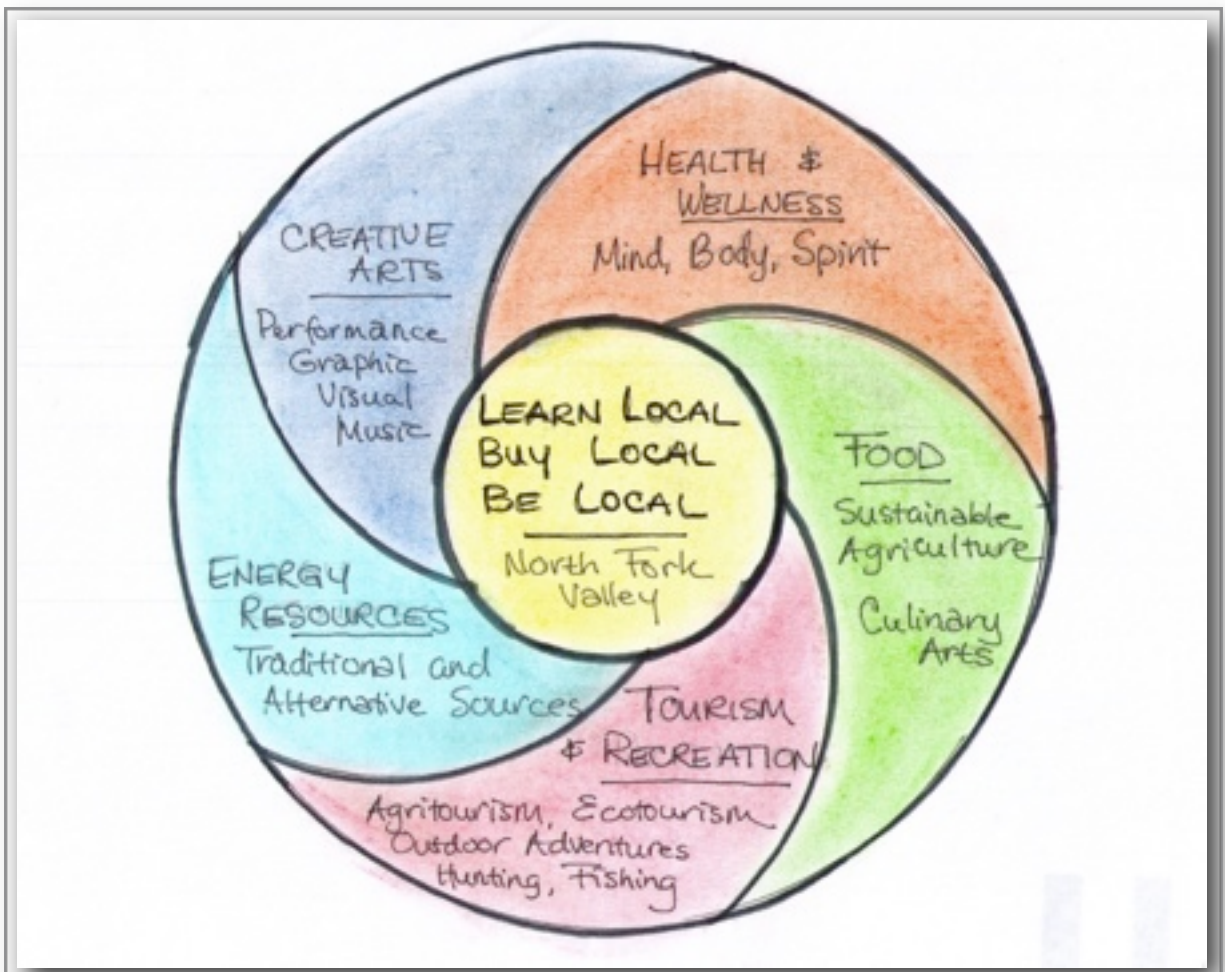 HEALTH &
WELLNESS
Mind, Body, Spirit
CREATIVE
ARTS
Performance
Graphic
Visual
Music
LEARN LOCAL
BUY LOCAL
BE LOCAL
North Fork
Valley
FOOD
Sustainable
Agriculture
Culinary
Arts
ENERGY
RESOURCES
Traditional and
Alternative Sources
TOURISM
& RECREATION
Agritourism, Ecotourism
Outdoor Adventures
Hunting, Fishing